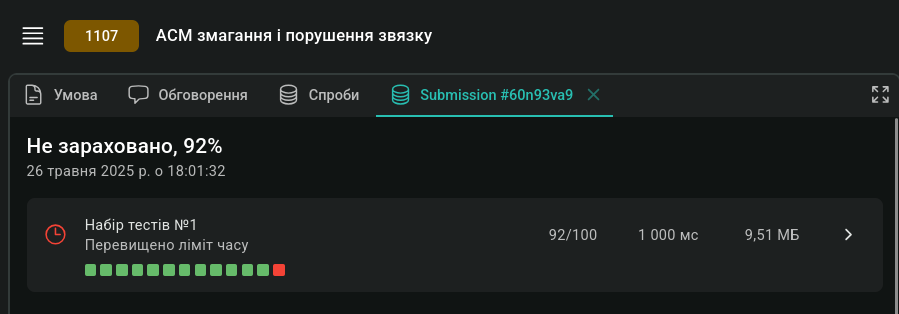 1107 АСМ змагання і порушення звязку
Умова Обговорення Спроби Submission #60n93va9
Не зараховано, 92%
26 травня 2025 р. о 18:01:32
Набір тестів №1
Перевищено ліміт часу
92/100 1 000 мс 9,51 МБ